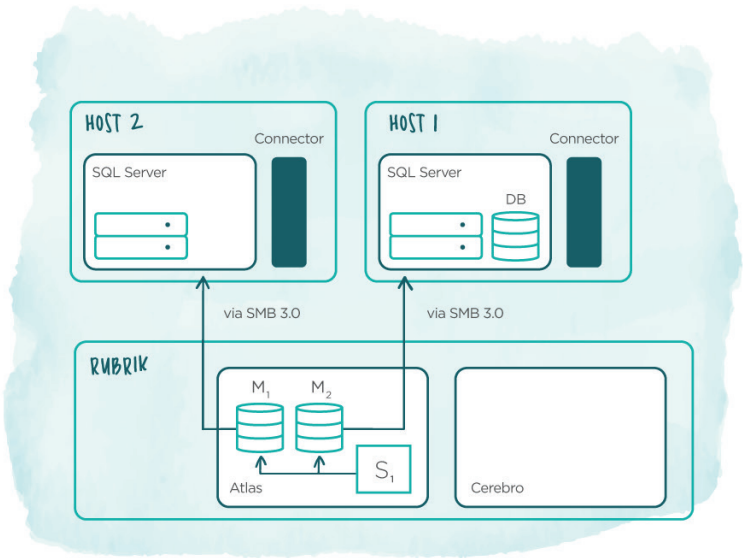 HOST 2
Connector
SQL Server
via SMB 3.0
HOST 1
Connector
SQL Server
DB
via SMB 3.0
RUBRIK
M₁
M₂
S₁
Atlas
Cerebro